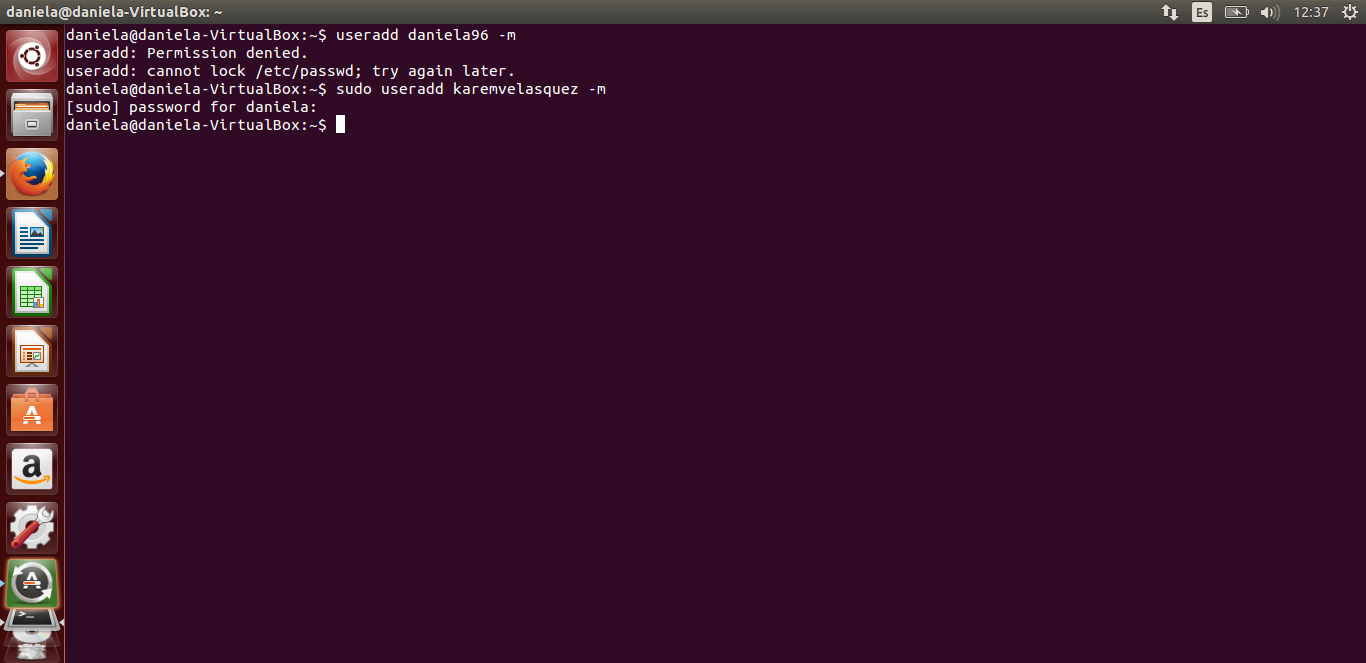 daniela@daniela-VirtualBox: ~
Es
12:37
daniela@daniela-VirtualBox:~$ useradd daniela96 -m
useradd: Permission denied.
useradd: cannot lock /etc/passwd; try again later.
daniela@daniela-VirtualBox:~$ sudo useradd karemvelasquez -m
[sudo] password for daniela:
daniela@daniela-VirtualBox:~$